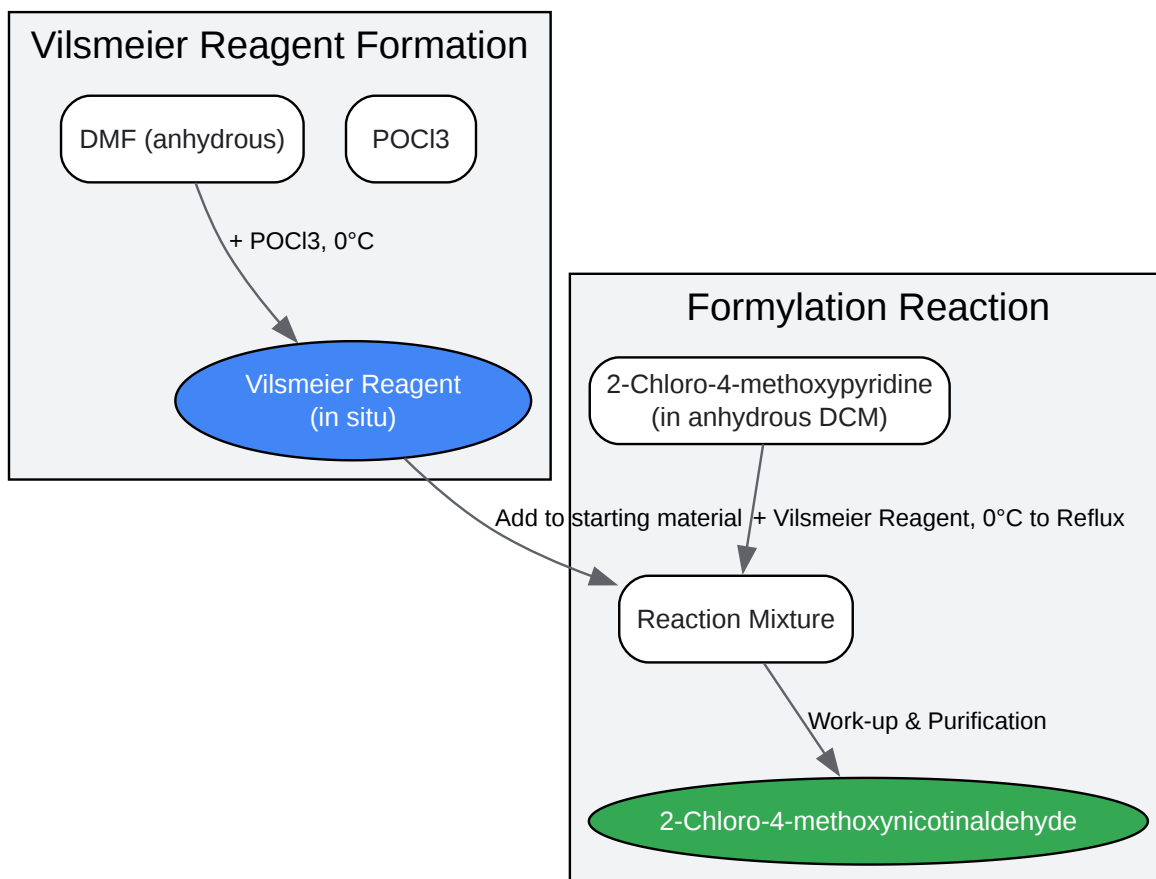 Vilsmeier Reagent Formation
DMF (anhydrous)
POCl3
+ POCl3, 0°C
Vilsmeier Reagent
(in situ)
Formylation Reaction
2-Chloro-4-methoxypyridine
(in anhydrous DCM)
Add to starting material
+ Vilsmeier Reagent, 0°C to Reflux
Reaction Mixture
Work-up & Purification
2-Chloro-4-methoxynicotinaldehyde